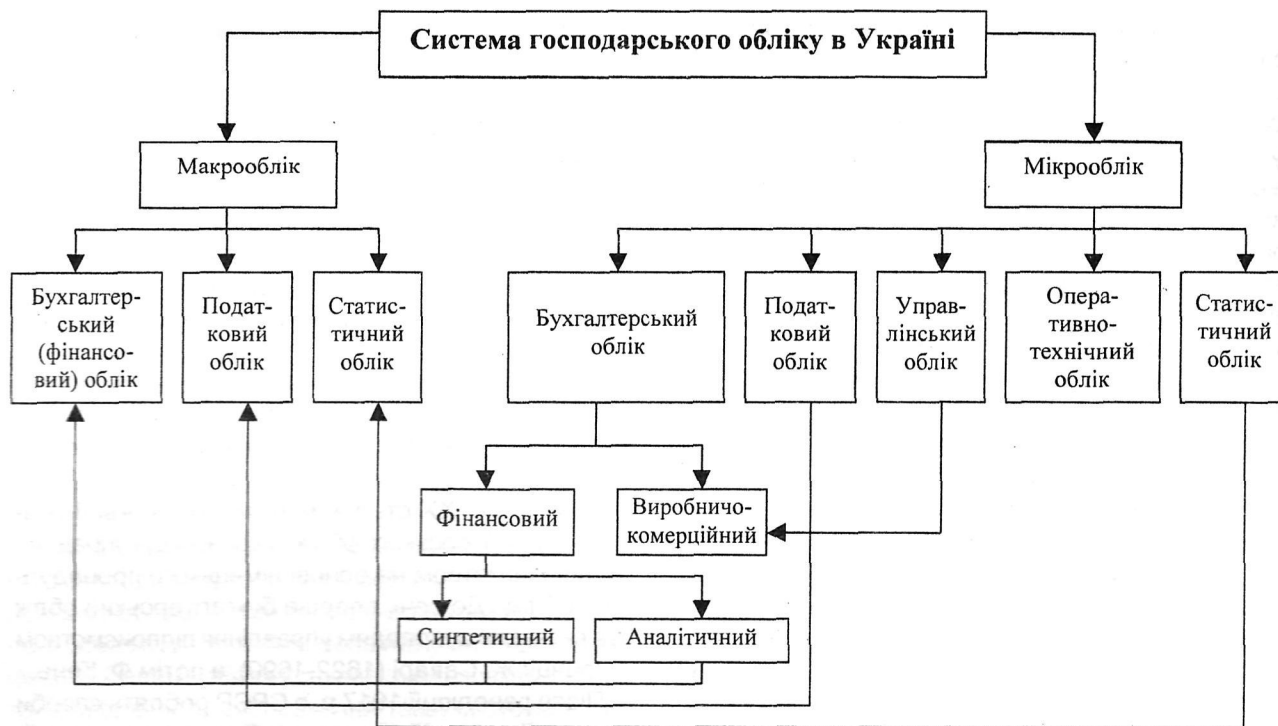 Система господарського обліку в Україні
Макрооблік
Мікрооблік
Бухгалтер-
ський
(фінансо-
вий) облік
Подат-
ковий
облік
Статис-
тичний
облік
Бухгалтерський
облік
Подат-
ковий
облік
Управ-
лінський
облік
Опера-
тивно-
технічний
облік
Статис-
тичний
облік
Фінансовий
Виробничо-
комерційний
Синтетичний
Аналітичний